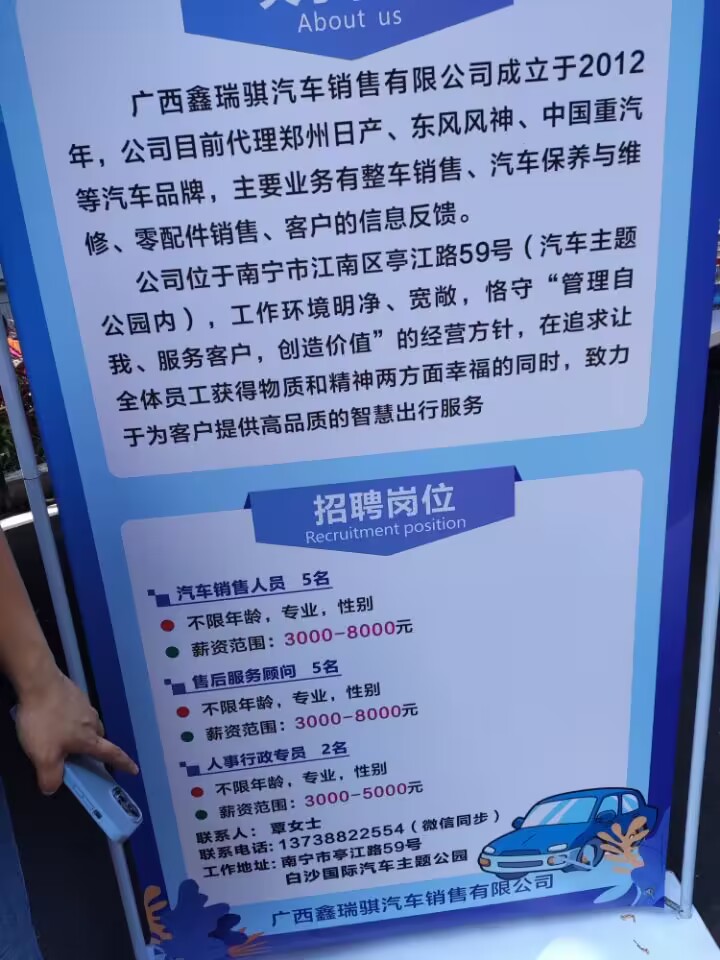 About us
广西鑫瑞骐汽车销售有限公司成立于2012
年，公司目前代理郑州日产、东风风神、中国重汽
等汽车品牌，主要业务有整车销售、汽车保养与维
修、零配件销售、客户的信息反馈。
公司位于南宁市江南区亭江路59号（汽车主题
公园内），工作环境明净、宽敞，恪守“管理自
我、服务客户，创造价值”的经营方针，在追求让
全体员工获得物质和精神两方面幸福的同时，致力
于为客户提供高品质的智慧出行服务
招聘岗位
Recruitment position
汽车销售人员 5名
不限年龄，专业，性别
薪资范围：3000-8000元
售后服务顾问 5名
不限年龄，专业，性别
薪资范围：3000-8000元
人事行政专员 2名
不限年龄，专业，性别
薪资范围：3000-5000元
联系人： 覃女士
联系电话:13738822554（微信同步）
工作地址:南宁市亭江路59号
白沙国际汽车主题公园
广西鑫瑞骐汽车销售有限公司